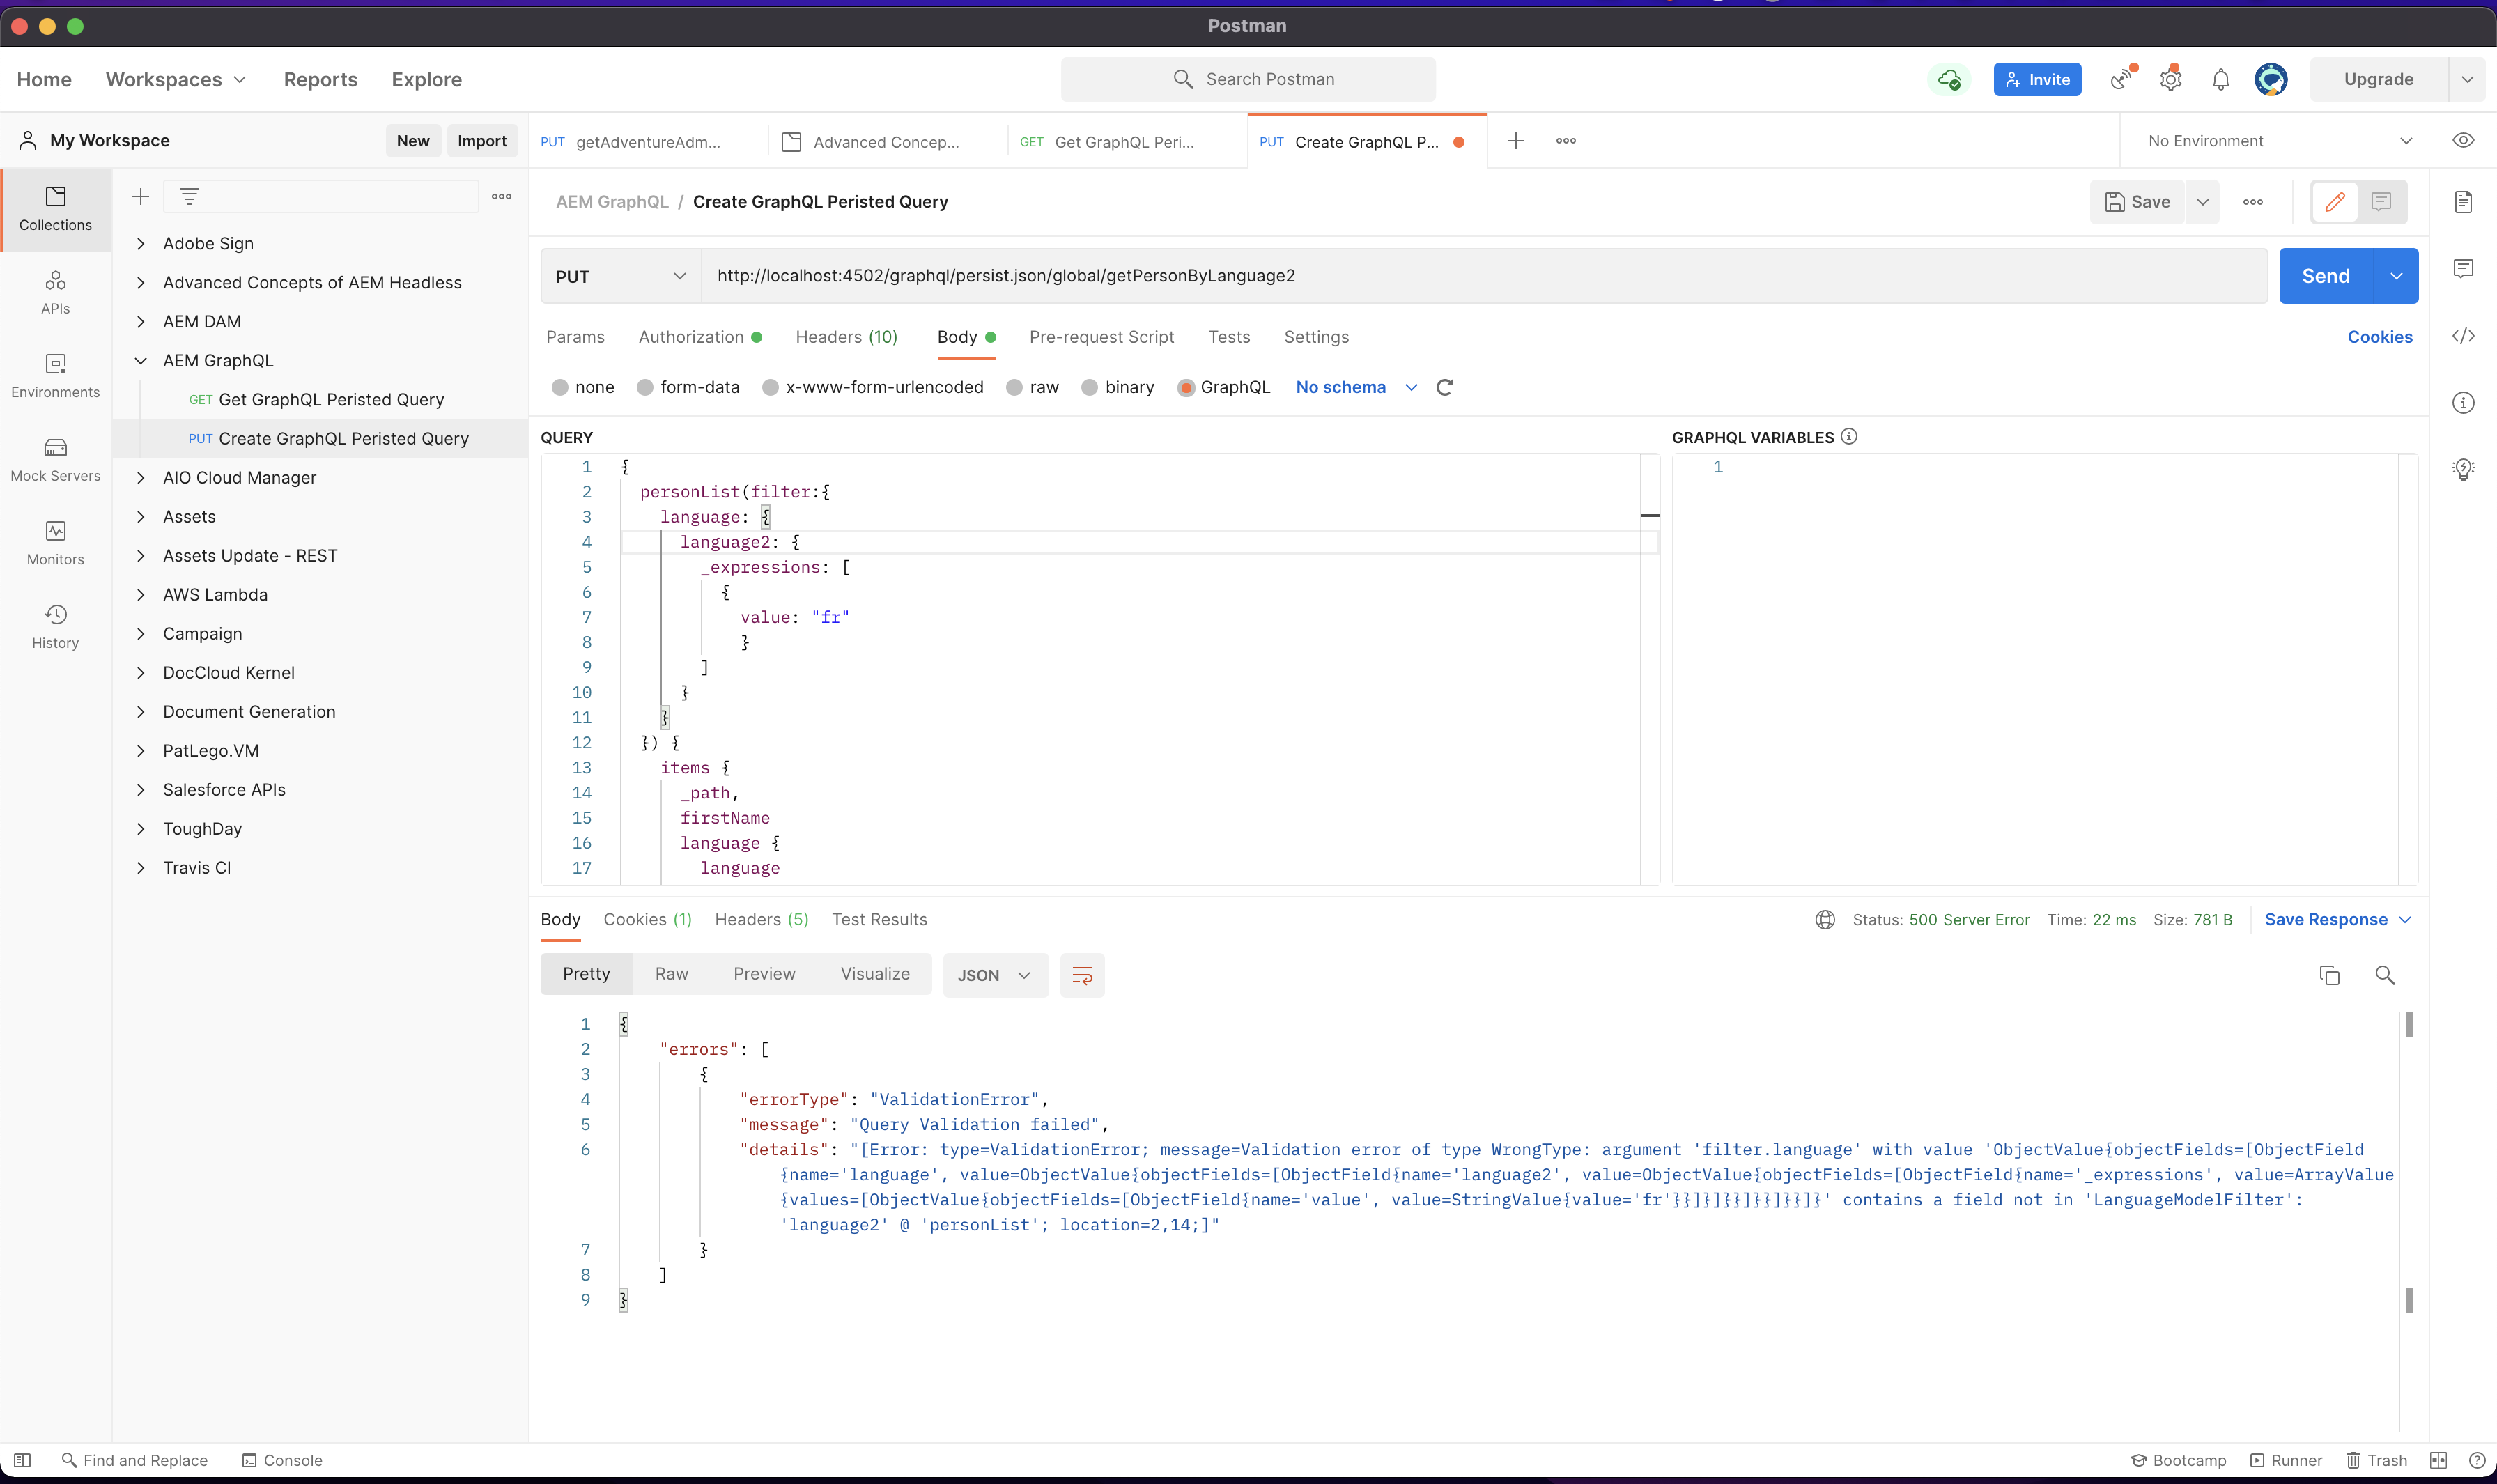 Postman
Home Workspaces Reports Explore Search Postman Invite Upgrade
My Workspace New Import PUT getAdventureAdm... Advanced Concep... GET Get GraphQL Peri... PUT Create GraphQL P... No Environment
Collections
APIs
Environments
Mock Servers
Monitors
History
Adobe Sign
Advanced Concepts of AEM Headless
AEM DAM
AEM GraphQL
GET Get GraphQL Peristed Query
PUT Create GraphQL Peristed Query
AIO Cloud Manager
Assets
Assets Update - REST
AWS Lambda
Campaign
DocCloud Kernel
Document Generation
PatLego.VM
Salesforce APIs
ToughDay
Travis CI
AEM GraphQL / Create GraphQL Peristed Query Save
PUT http://localhost:4502/graphql/persist.json/global/getPersonByLanguage2 Send
Params Authorization Headers (10) Body Pre-request Script Tests Settings Cookies
none form-data x-www-form-urlencoded raw binary GraphQL No schema
QUERY
1 {
2 personList(filter:{
3 language: {
4 language2: {
5 _expressions: [
6 {
7 value: "fr"
8 }
9 ]
10 }
11 }
12 }) {
13 items {
14 _path,
15 firstName
16 language {
17 language
GRAPHQL VARIABLES
1
Body Cookies (1) Headers (5) Test Results Status: 500 Server Error Time: 22 ms Size: 781 B Save Response
Pretty Raw Preview Visualize JSON
1 {
2 "errors": [
3 {
4 "errorType": "ValidationError",
5 "message": "Query Validation failed",
6 "details": "[Error: type=ValidationError; message=Validation error of type WrongType: argument 'filter.language' with value 'ObjectValue{objectFields=[ObjectField
{name='language', value=ObjectValue{objectFields=[ObjectField{name='language2', value=ObjectValue{objectFields=[ObjectField{name='_expressions', value=ArrayValue
{values=[ObjectValue{objectFields=[ObjectField{name='value', value=StringValue{value='fr'}}]}]}}]}}]}}]}' contains a field not in 'LanguageModelFilter':
'language2' @ 'personList'; location=2,14;]"
7 }
8 ]
9 }
Find and Replace Console Bootcamp Runner Trash